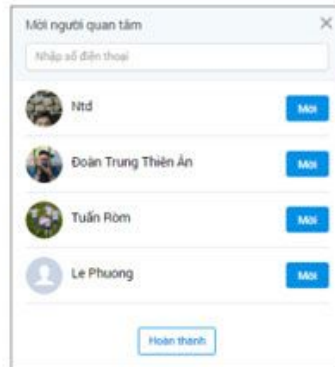 Mời người quan tâm
Nhập số điện thoại
Ntd
Mời
Đoàn Trung Thiên Ân
Mời
Tuấn Ròm
Mời
Le Phuong
Mời
Hoàn thành